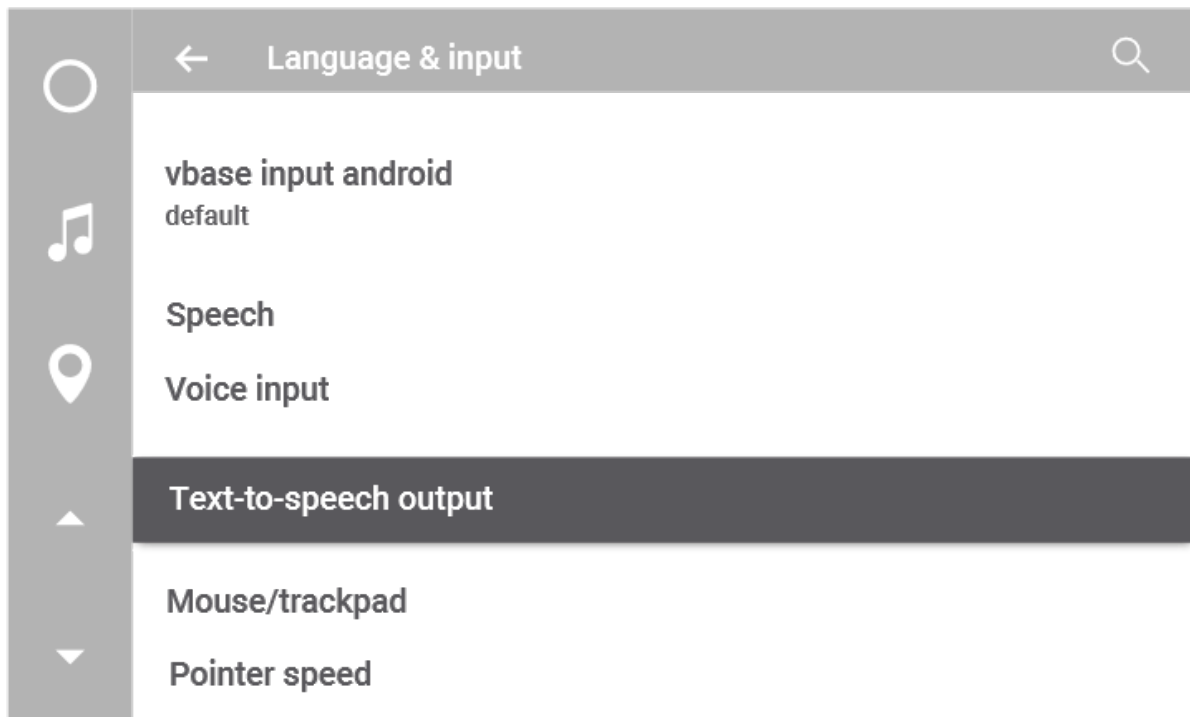 Language & input
vbase input android
default
Speech
Voice input
Text-to-speech output
Mouse/trackpad
Pointer speed